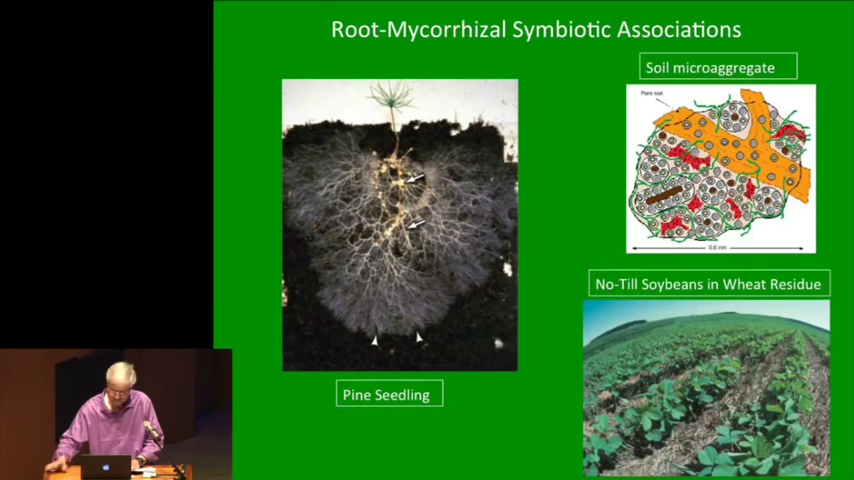 Root-Mycorrhizal Symbiotic Associations
Soil microaggregate
Plant root
0.6 mm
No-Till Soybeans in Wheat Residue
Pine Seedling